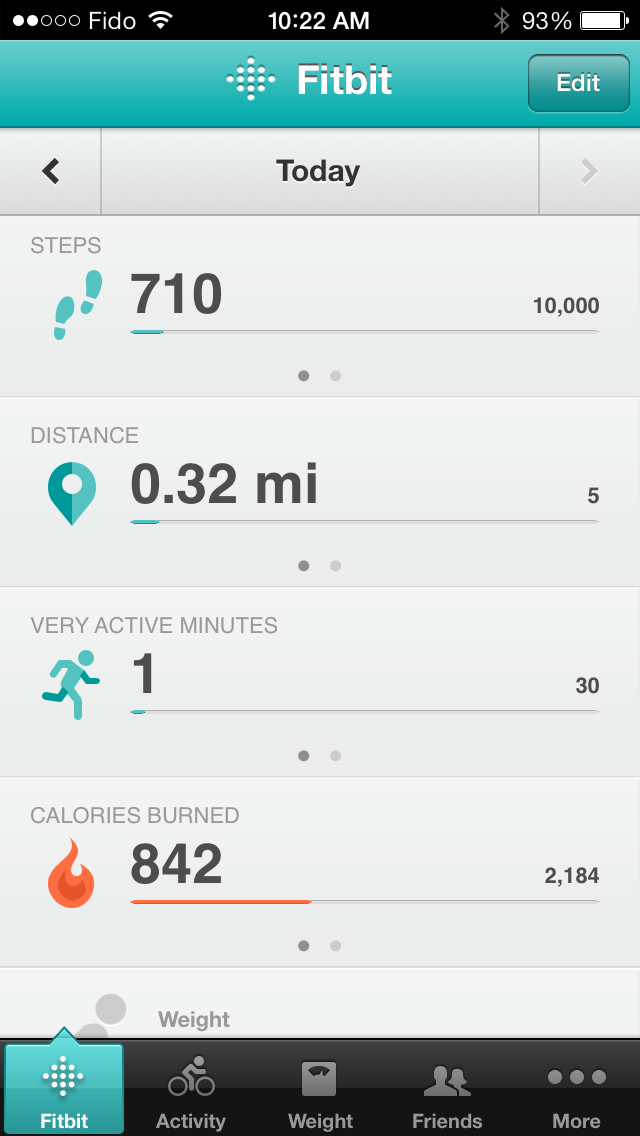 Fido 10:22 AM 93%
Fitbit Edit
Today
STEPS
710 10,000
DISTANCE
0.32 mi 5
VERY ACTIVE MINUTES
1 30
CALORIES BURNED
842 2,184
Weight
Fitbit Activity Weight Friends More